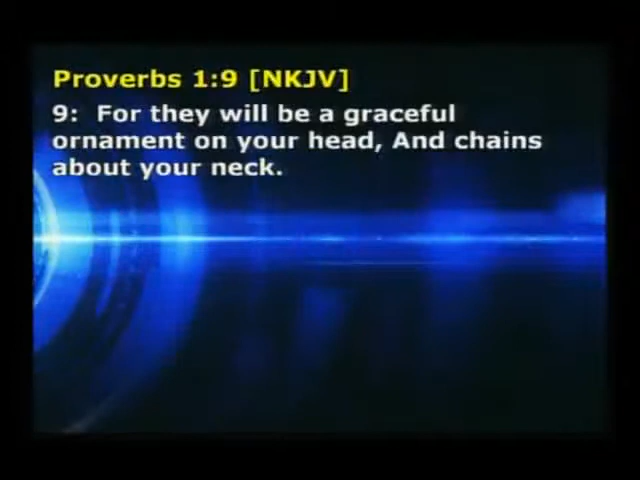 Proverbs 1:9 [NKJV]
9:  For they will be a graceful
ornament on your head, And chains
about your neck.